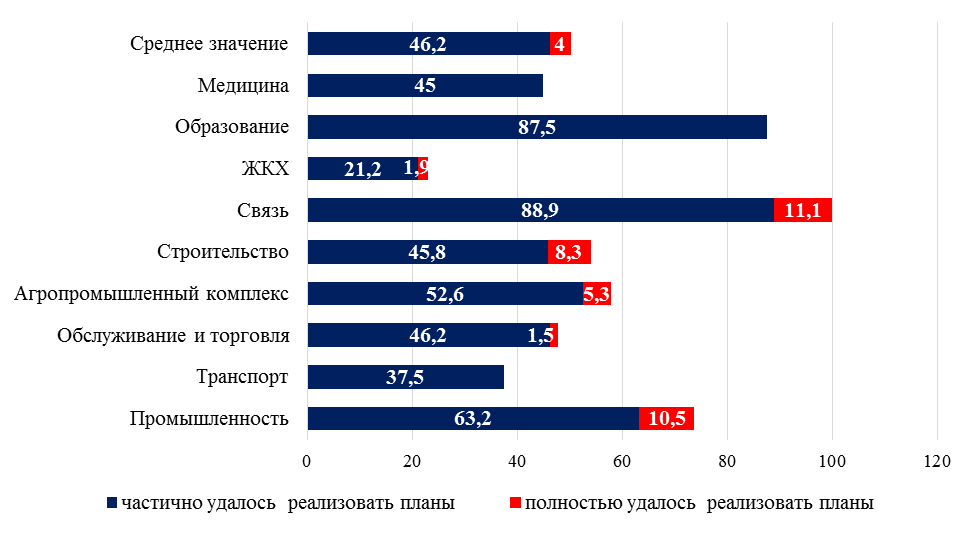 Среднее значение 46,2 4
Медицина 45
Образование 87,5
ЖКХ 21,2 1,9
Связь 88,9 11,1
Строительство 45,8 8,3
Агропромышленный комплекс 52,6 5,3
Обслуживание и торговля 46,2 1,5
Транспорт 37,5
Промышленность 63,2 10,5
0 20 40 60 80 100 120
частично удалось реализовать планы полностью удалось реализовать планы